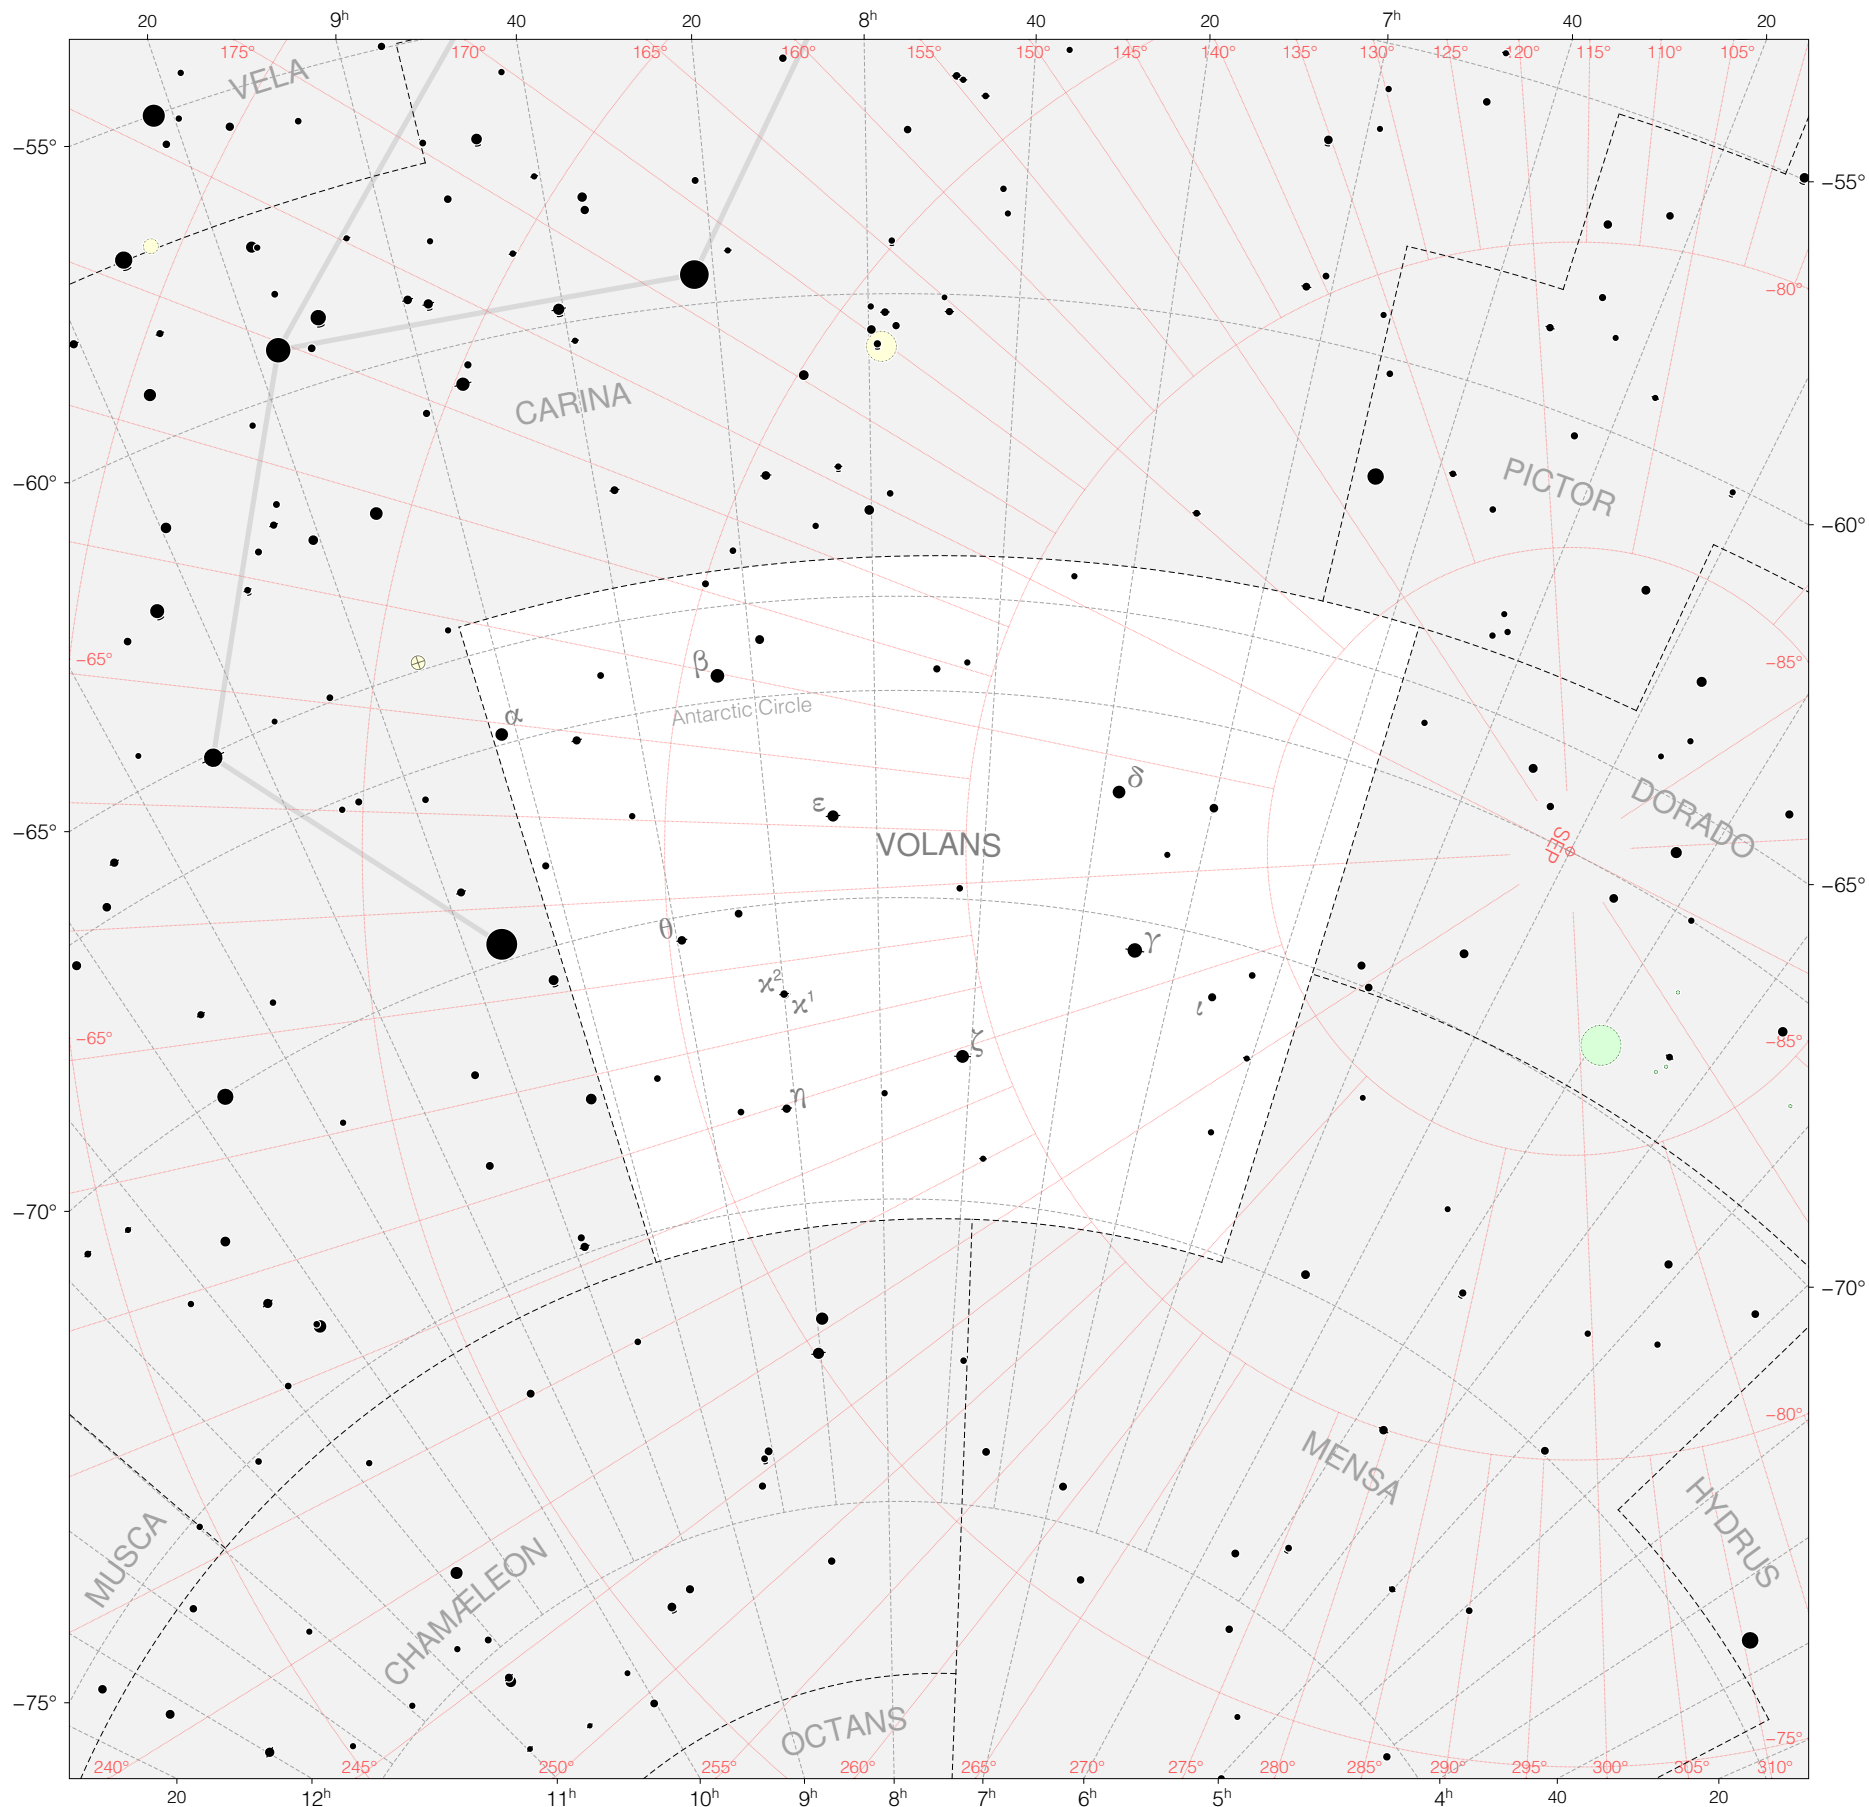 20 9h 40 20 8h 40 20 7h 40 20
175° 170° 165° 160° 155° 150° 145° 140° 135° 130° 125° 120° 115° 110° 105°
VELA
−55° −55°
−80°
CARINA
PICTOR
−60° −60°
−65° β −85°
α Antarctic Circle
δ
ε DORADO
VOLANS SEP
−65° −65°
θ γ
ϰ2
ϰ1 ι
−65° ζ −85°
η
−70° −70°
−80°
MENSA
HYDRUS
MUSCA
CHAMÆLEON
−75° OCTANS −75°
240° 245° 250° 255° 260° 265° 270° 275° 280° 285° 290° 295° 300° 305° 310°
20 12h 11h 10h 9h 8h 7h 6h 5h 4h 40 20